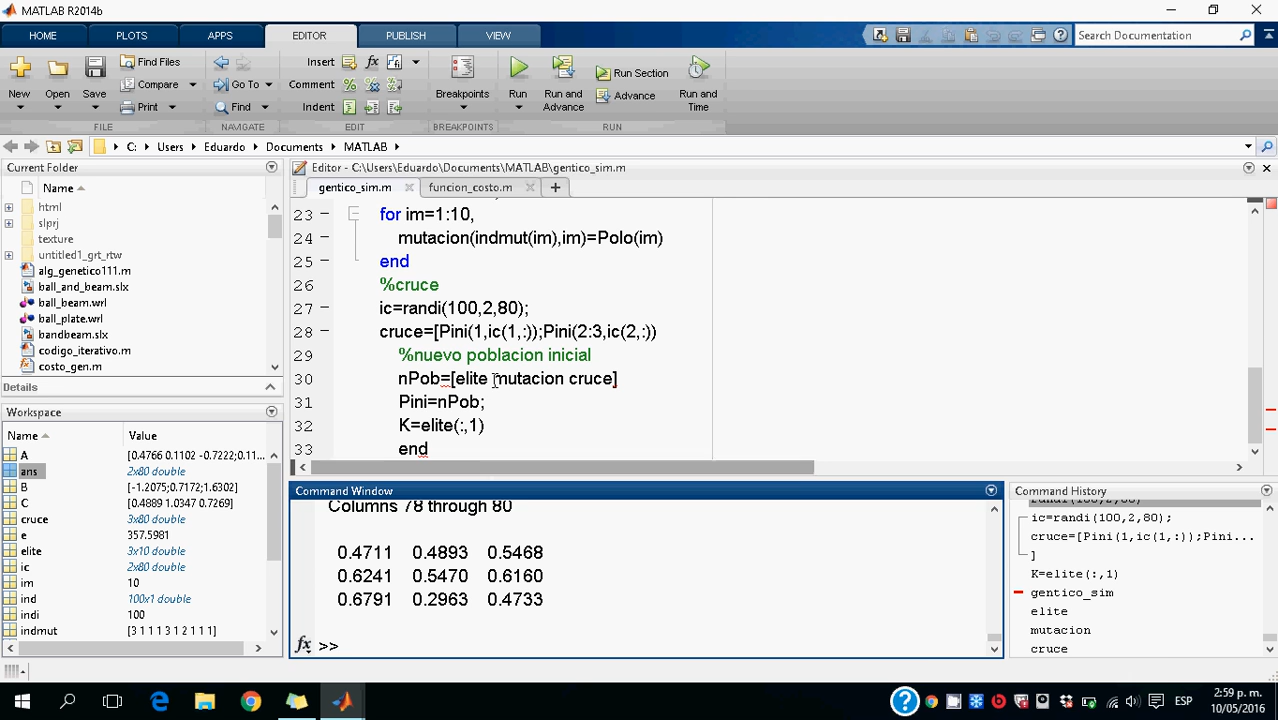 MATLAB R2014b
HOME PLOTS APPS EDITOR PUBLISH VIEW Search Documentation
New Open Save Find Files Compare Print
Go To Find
Insert fx Comment Indent
Breakpoints
Run Run and Advance Run Section Advance Run and Time
FILE NAVIGATE EDIT BREAKPOINTS RUN
C: Users Eduardo Documents MATLAB
Current Folder
Name
html
slprj
texture
untitled1_grt_rtw
alg_genetico111.m
ball_and_beam.slx
ball_beam.wrl
ball_plate.wrl
bandbeam.slx
codigo_iterativo.m
costo_gen.m
Details
Workspace
Name Value
A [0.4766 0.1102 -0.7222;0.11...
ans 2x80 double
B [-1.2075;0.7172;1.6302]
C [0.4889 1.0347 0.7269]
cruce 3x80 double
e 357.5981
elite 3x10 double
ic 2x80 double
im 10
ind 100x1 double
indi 100
indmut [3 1 1 1 3 1 2 1 1 1]
Editor - C:\Users\Eduardo\Documents\MATLAB\gentico_sim.m
gentico_sim.m funcion_costo.m
23 for im=1:10,
24 mutacion(indmut(im),im)=Polo(im)
25 end
26 %cruce
27 ic=randi(100,2,80);
28 cruce=[Pini(1,ic(1,:));Pini(2:3,ic(2,:))
29 %nuevo poblacion inicial
30 nPob=[elite mutacion cruce]
31 Pini=nPob;
32 K=elite(:,1)
33 end
Command Window
Columns 78 through 80
0.4711 0.4893 0.5468
0.6241 0.5470 0.6160
0.6791 0.2963 0.4733
fx >>
Command History
randi(100,2,80)
ic=randi(100,2,80);
cruce=[Pini(1,ic(1,:));Pini...
]
K=elite(:,1)
gentico_sim
elite
mutacion
cruce
ESP
2:59 p. m.
10/05/2016